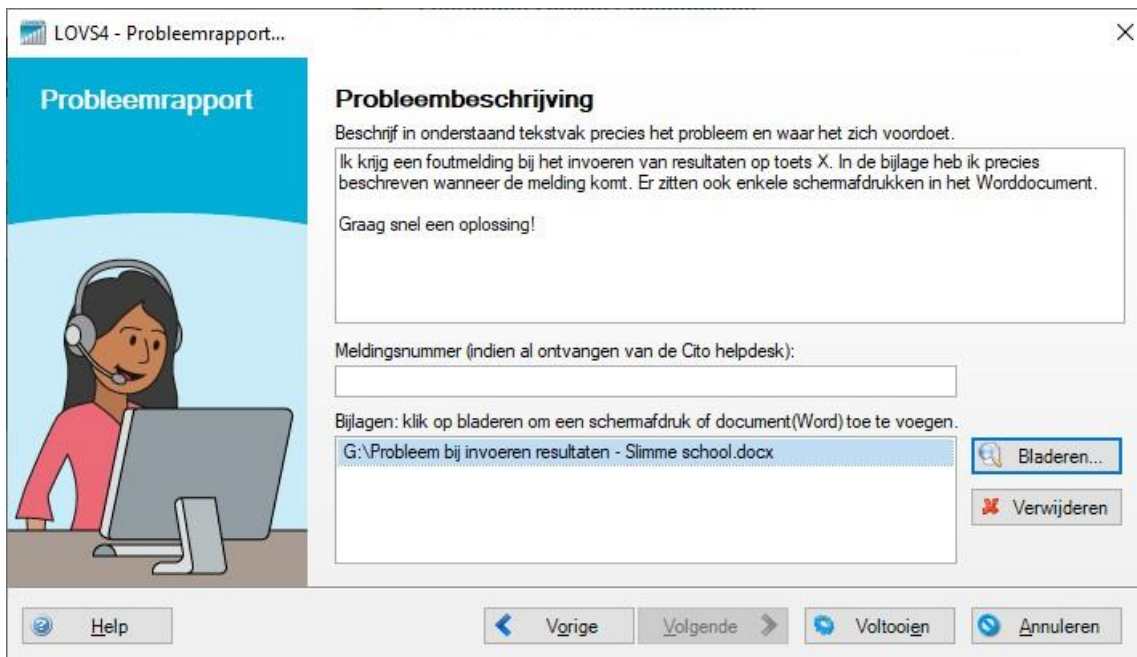 LOVS4 - Probleemrapport...
Probleemrapport
Probleembeschrijving
Beschrijf in onderstaand tekstvak precies het probleem en waar het zich voordoet.
Ik krijg een foutmelding bij het invoeren van resultaten op toets X. In de bijlage heb ik precies
beschreven wanneer de melding komt. Er zitten ook enkele schermafdrukken in het Worddocument.
Graag snel een oplossing!
Meldingsnummer (indien al ontvangen van de Cito helpdesk):
Bijlagen: klik op bladeren om een schermafdruk of document(Word) toe te voegen.
G:\Probleem bij invoeren resultaten - Slimme school.docx
Bladeren...
Verwijderen
Help
Vorige
Volgende
Voltooien
Annuleren